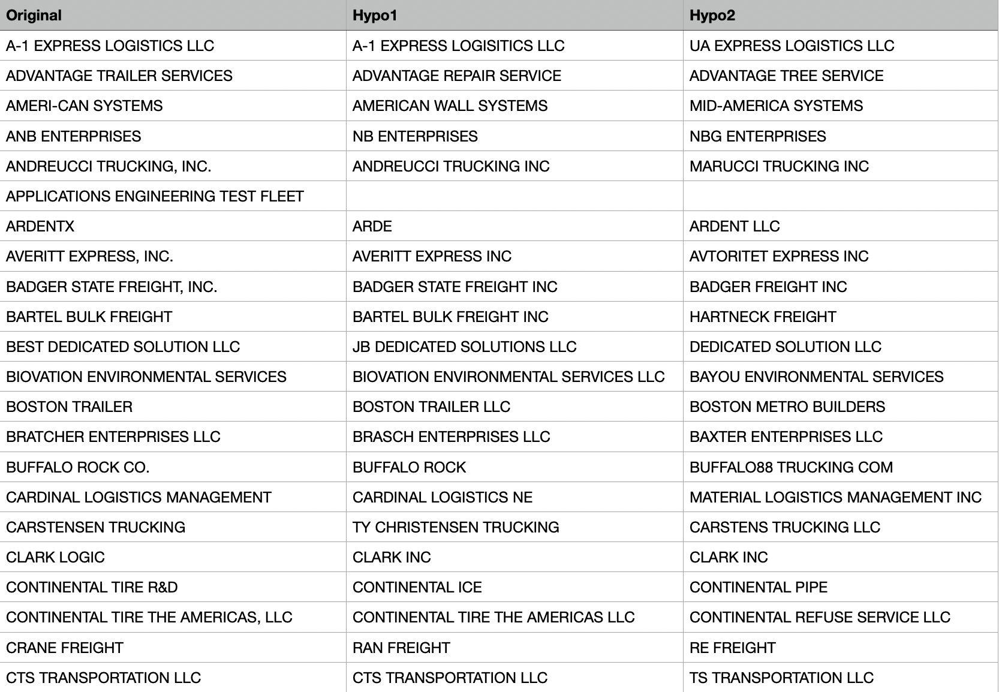 Original Hypo1 Hypo2
A-1 EXPRESS LOGISTICS LLC A-1 EXPRESS LOGISITICS LLC UA EXPRESS LOGISTICS LLC
ADVANTAGE TRAILER SERVICES ADVANTAGE REPAIR SERVICE ADVANTAGE TREE SERVICE
AMERI-CAN SYSTEMS AMERICAN WALL SYSTEMS MID-AMERICA SYSTEMS
ANB ENTERPRISES NB ENTERPRISES NBG ENTERPRISES
ANDREUCCI TRUCKING, INC. ANDREUCCI TRUCKING INC MARUCCI TRUCKING INC
APPLICATIONS ENGINEERING TEST FLEET
ARDENTX ARDE ARDENT LLC
AVERITT EXPRESS, INC. AVERITT EXPRESS INC AVTORITET EXPRESS INC
BADGER STATE FREIGHT, INC. BADGER STATE FREIGHT INC BADGER FREIGHT INC
BARTEL BULK FREIGHT BARTEL BULK FREIGHT INC HARTNECK FREIGHT
BEST DEDICATED SOLUTION LLC JB DEDICATED SOLUTIONS LLC DEDICATED SOLUTION LLC
BIOVATION ENVIRONMENTAL SERVICES BIOVATION ENVIRONMENTAL SERVICES LLC BAYOU ENVIRONMENTAL SERVICES
BOSTON TRAILER BOSTON TRAILER LLC BOSTON METRO BUILDERS
BRATCHER ENTERPRISES LLC BRASCH ENTERPRISES LLC BAXTER ENTERPRISES LLC
BUFFALO ROCK CO. BUFFALO ROCK BUFFALO88 TRUCKING COM
CARDINAL LOGISTICS MANAGEMENT CARDINAL LOGISTICS NE MATERIAL LOGISTICS MANAGEMENT INC
CARSTENSEN TRUCKING TY CHRISTENSEN TRUCKING CARSTENS TRUCKING LLC
CLARK LOGIC CLARK INC CLARK INC
CONTINENTAL TIRE R&D CONTINENTAL ICE CONTINENTAL PIPE
CONTINENTAL TIRE THE AMERICAS, LLC CONTINENTAL TIRE THE AMERICAS LLC CONTINENTAL REFUSE SERVICE LLC
CRANE FREIGHT RAN FREIGHT RE FREIGHT
CTS TRANSPORTATION LLC CTS TRANSPORTATION LLC TS TRANSPORTATION LLC